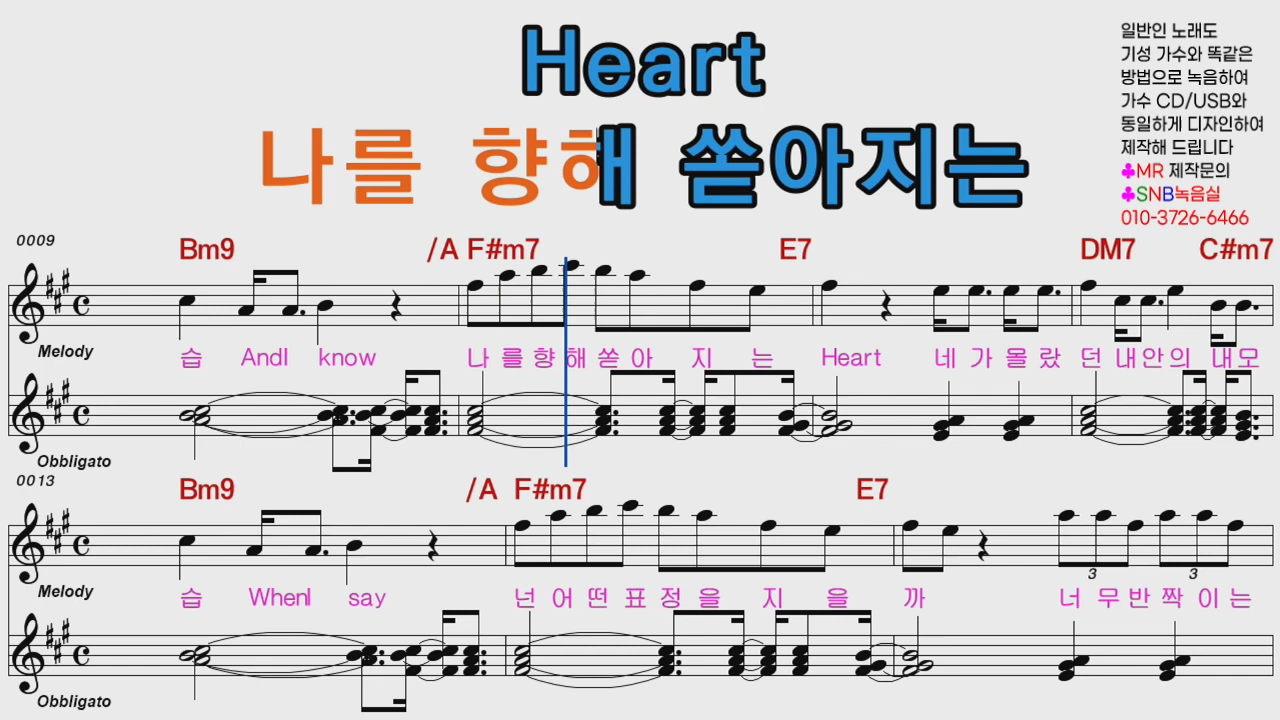 Heart
나를 향해 쏟아지는
일반인 노래도
기성 가수와 똑같은
방법으로 녹음하여
가수 CD/USB와
동일하게 디자인하여
제작해 드립니다
♣MR 제작문의
♣SNB녹음실
010-3726-6466
0009
Bm9 /A F#m7 E7 DM7 C#m7
Melody
습 AndI know 나 를 향 해 쏟 아 지 는 Heart 네 가 올 랐 던 내 안 의 내 모
Obbligato
0013
Bm9 /A F#m7 E7
3 3
Melody
습 WhenI say 넌 어 떤 표 정 을 지 을 까 너 무 반 짝 이 는
Obbligato